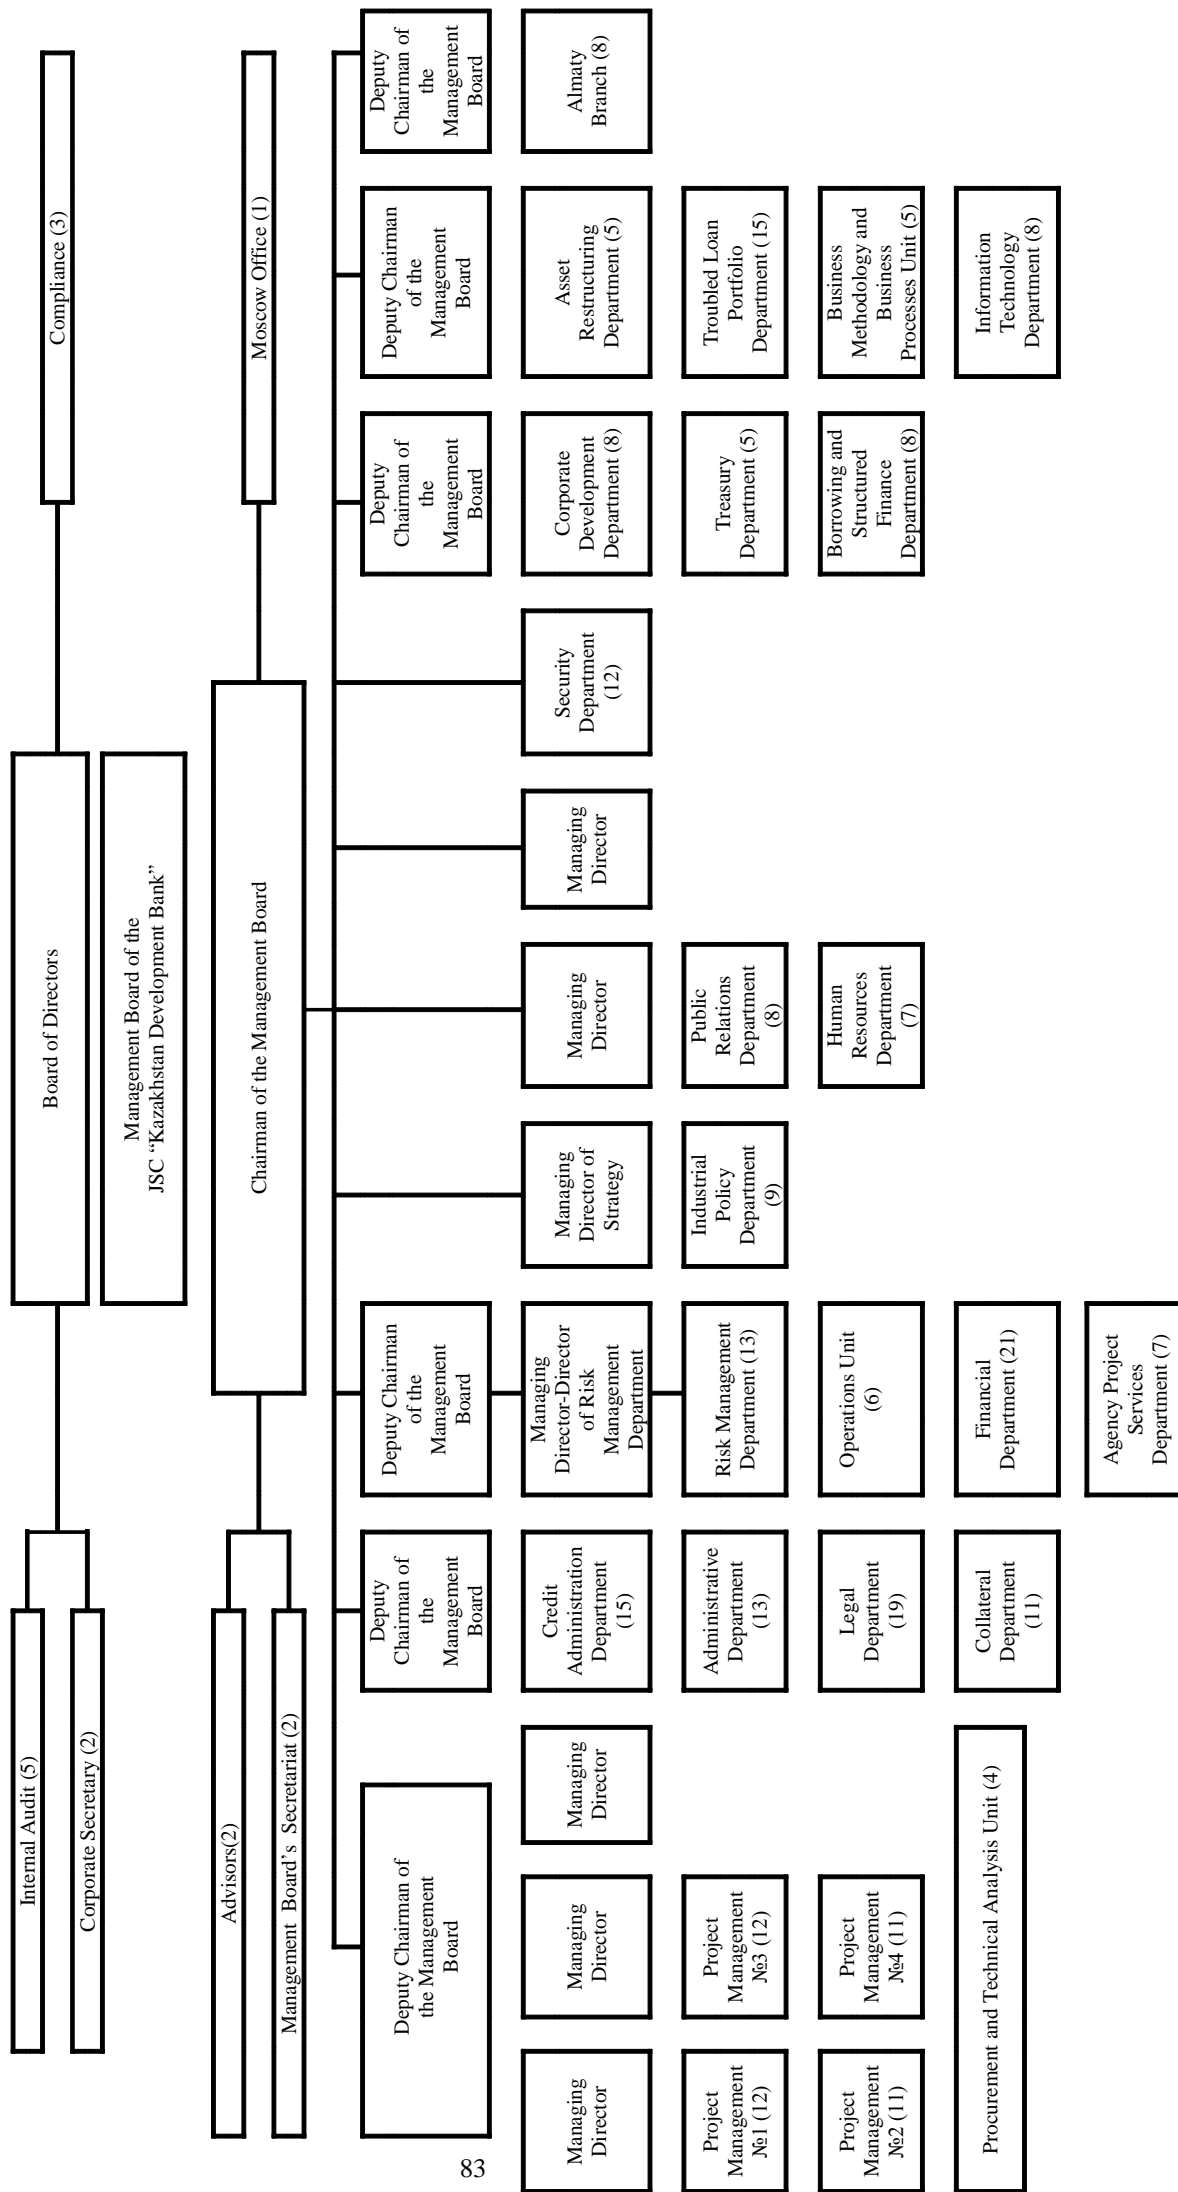 Internal Audit (5)
Corporate Secretary (2)
Board of Directors
Compliance (3)
Management Board of the
JSC “Kazakhstan Development Bank”
Advisors(2)
Management Board’s Secretariat (2)
Chairman of the Management Board
Moscow Office (1)
Deputy Chairman of
the Management
Board
Deputy
Chairman of
the
Management
Board
Deputy Chairman
of the
Management
Board
Deputy
Chairman of
the
Management
Board
Deputy Chairman
of the
Management
Board
Deputy
Chairman of
the
Management
Board
Managing
Director
Managing
Director
Managing
Director
Credit
Administration
Department
(15)
Managing
Director-Director
of Risk
Management
Department
Managing
Director of
Strategy
Managing
Director
Managing
Director
Security
Department
(12)
Corporate
Development
Department (8)
Asset
Restructuring
Department (5)
Almaty
Branch (8)
Project
Management
№1 (12)
Project
Management
№3 (12)
Administrative
Department
(13)
Risk Management
Department (13)
Industrial
Policy
Department
(9)
Public
Relations
Department
(8)
Treasury
Department (5)
Troubled Loan
Portfolio
Department (15)
Project
Management
№2 (11)
Project
Management
№4 (11)
Legal
Department
(19)
Operations Unit
(6)
Human
Resources
Department
(7)
Borrowing and
Structured
Finance
Department (8)
Business
Methodology and
Business
Processes Unit (5)
Procurement and Technical Analysis Unit (4)
Collateral
Department
(11)
Financial
Department (21)
Information
Technology
Department (8)
Agency Project
Services
Department (7)
83